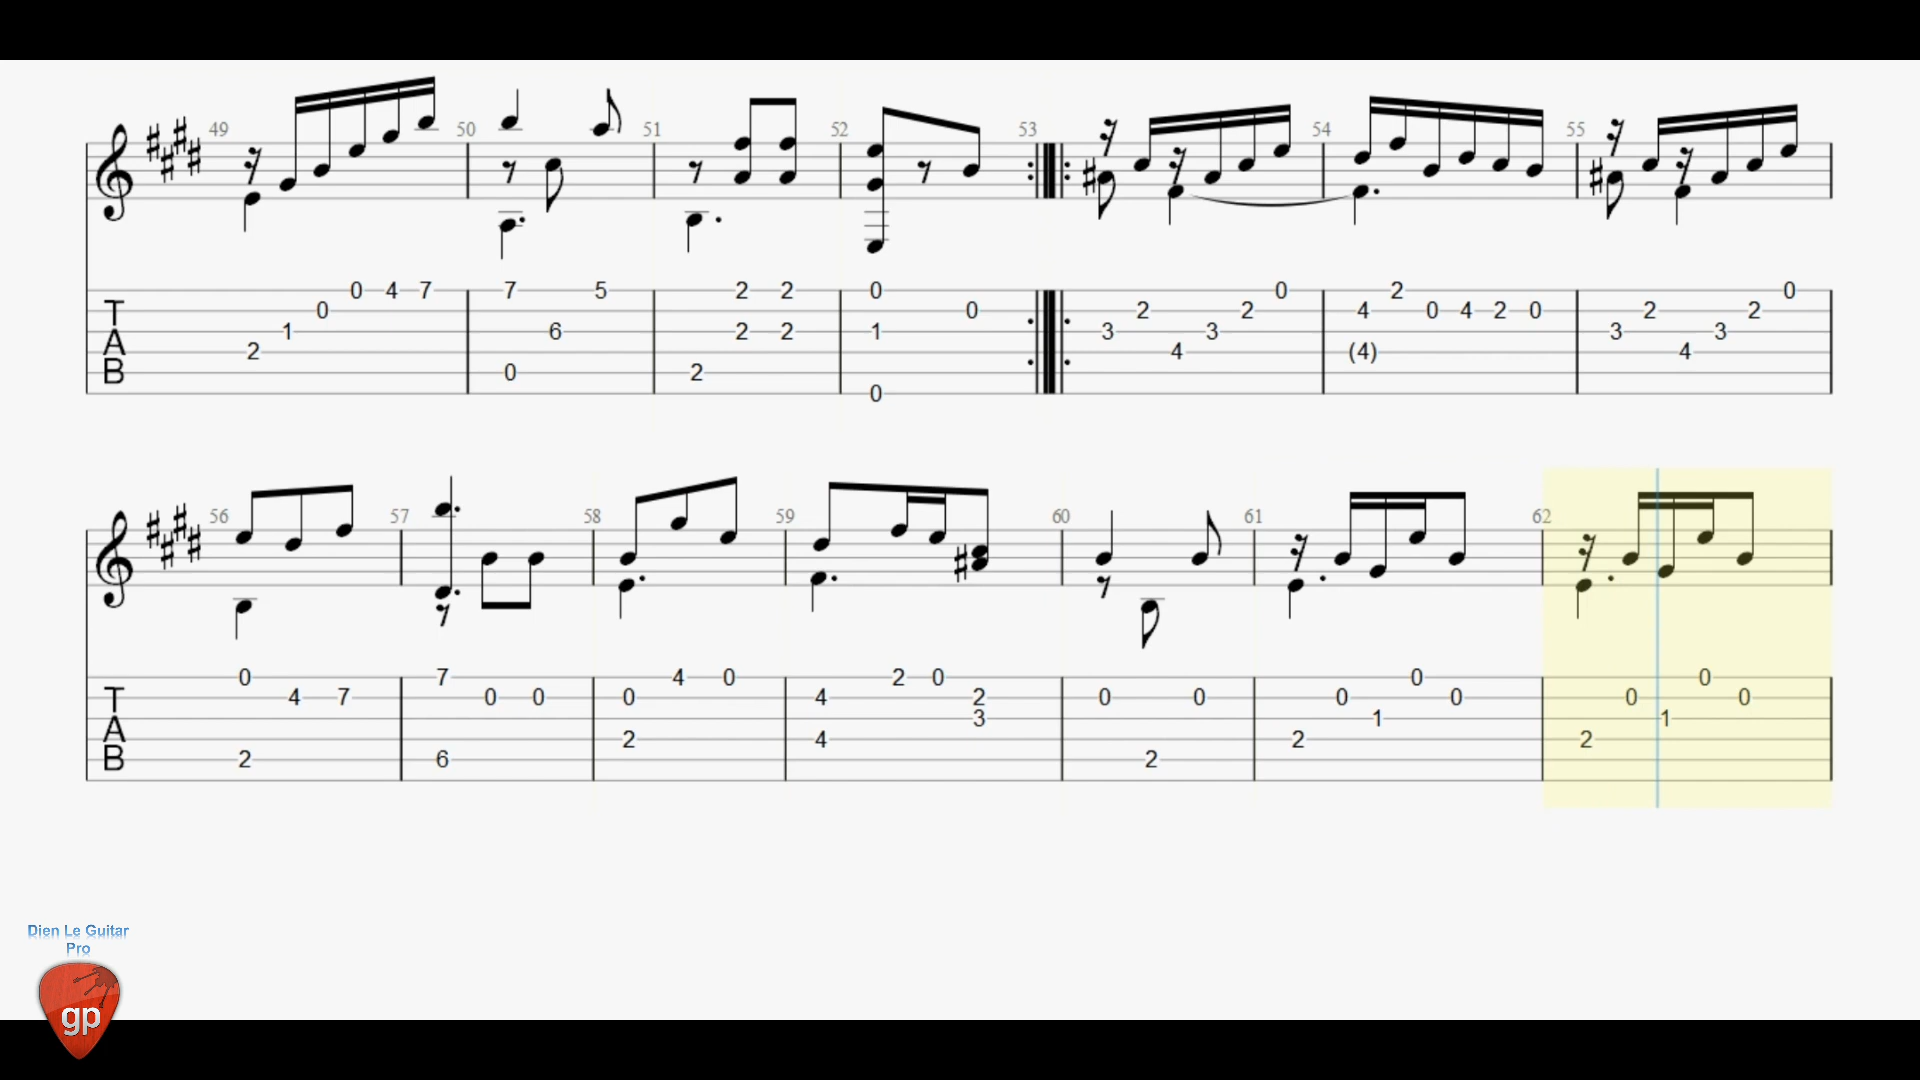 49 50 51 52 53 54 55
0 4 7 7 5 2 2 0 0 2 0
0 0 2 2 4 0 4 2 0 2 2
1 6 2 2 1 3 3 3 3
2 4 (4) 4
T
A
B
0 2
0
56 57 58 59 60 61 62
0 7 4 0 2 0 0 0
4 7 0 0 0 4 2 0 0 0 0 0 0
3 1 1
2 4 2 2
T
A
B
2 6 2
Dien Le Guitar
Pro
gp